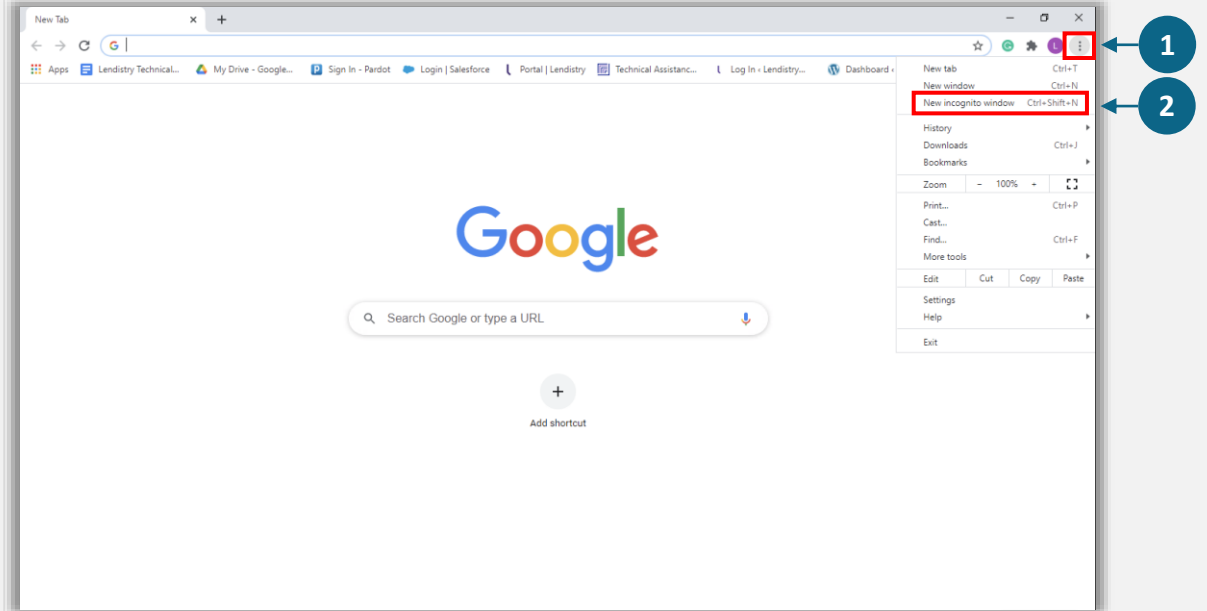 New Tab
1
G
L
Apps Lendistry Technical... My Drive - Google... Sign In - Pardot Login | Salesforce Portal | Lendistry Technical Assistanc... Log In ‹ Lendistry... Dashboard ‹
New tab Ctrl+T
New window Ctrl+N
New incognito window Ctrl+Shift+N
2
History
Downloads Ctrl+J
Bookmarks
Zoom - 100% +
Print... Ctrl+P
Cast...
Find... Ctrl+F
More tools
Edit Cut Copy Paste
Settings
Help
Exit
Google
Search Google or type a URL
Add shortcut